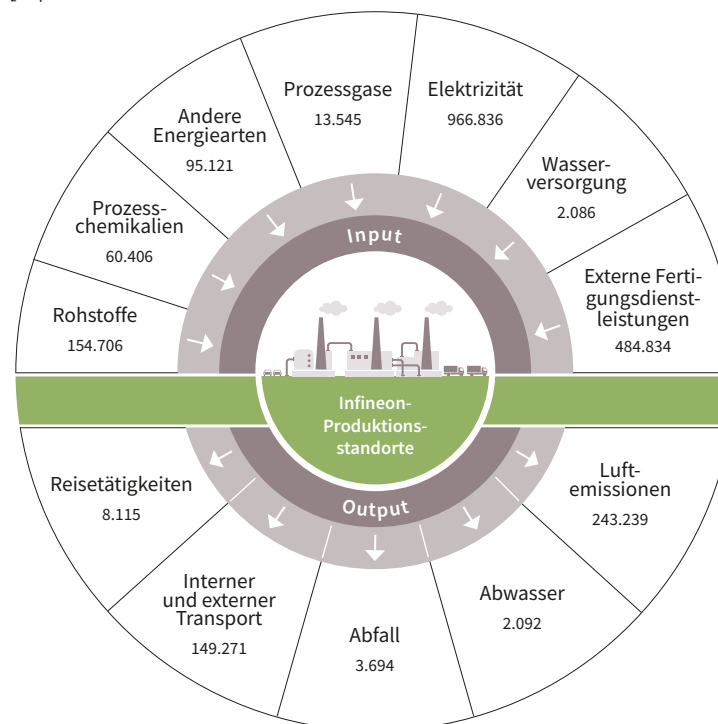 Prozessgase
13.545
Elektrizität
966.836
Andere
Energiearten
95.121
Wasser-
versorgung
2.086
Prozess-
chemikalien
60.406
Externe Ferti-
gungsdienst-
leistungen
484.834
Rohstoffe
154.706
Input
Infineon-
Produktions-
standorte
Output
Reisetätigkeiten
8.115
Luft-
emissionen
243.239
Interner
und externer
Transport
149.271
Abwasser
2.092
Abfall
3.694